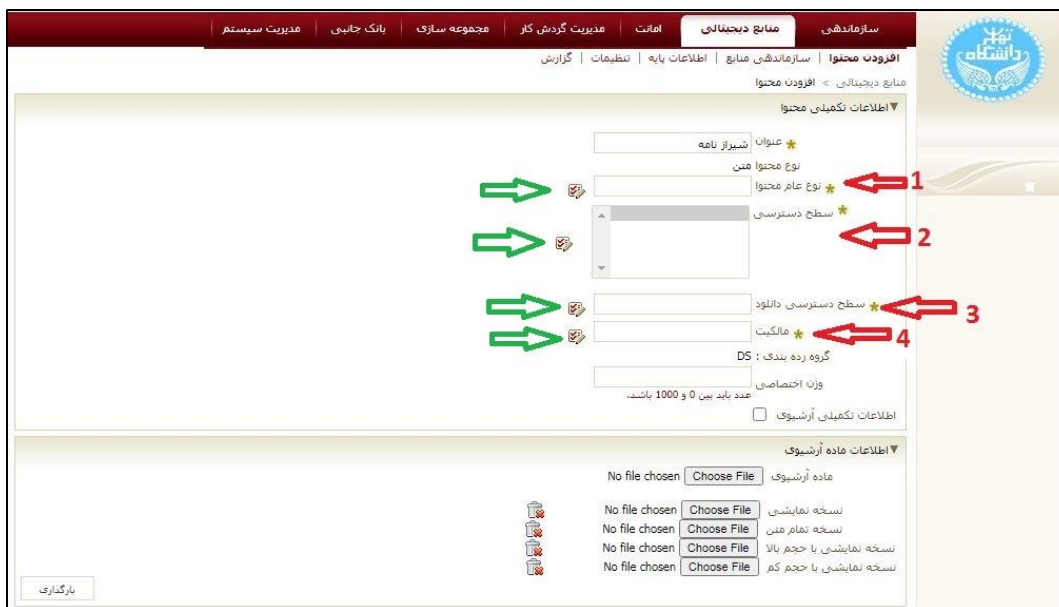 سازماندهی منابع دیجیتالی امانت مدیریت گردش کار مجموعه سازی بانک جانبی مدیریت سیستم
دانشگاه تهران
افزودن محتوا | سازماندهی منابع | اطلاعات پایه | تنظیمات | گزارش
منابع دیجیتالی > افزودن محتوا
▼اطلاعات تکمیلی محتوا
عنوان شیراز نامه
نوع محتوا متن
نوع عام محتوا 1
سطح دسترسی
2
سطح دسترسی دانلود 3
مالکیت 4
گروه رده بندی : DS
وزن اختصاصی
عدد باید بین 0 و 1000 باشد.
اطلاعات تکمیلی آرشیوی
▼اطلاعات ماده آرشیوی
ماده آرشیوی Choose File No file chosen
نسخه نمایشی Choose File No file chosen
نسخه تمام متن Choose File No file chosen
نسخه نمایشی با حجم بالا Choose File No file chosen
نسخه نمایشی با حجم کم Choose File No file chosen
بارگذاری